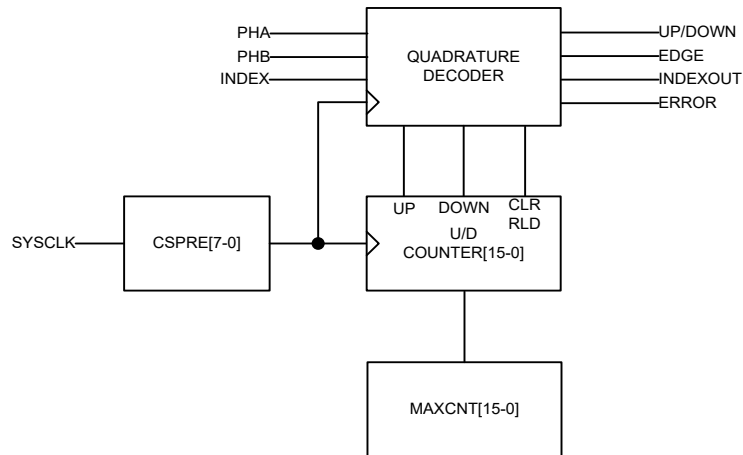 PHA
PHB
INDEX
QUADRATURE
DECODER
UP/DOWN
EDGE
INDEXOUT
ERROR
SYSCLK
CSPRE[7-0]
UP
DOWN
CLR
RLD
U/D
COUNTER[15-0]
MAXCNT[15-0]